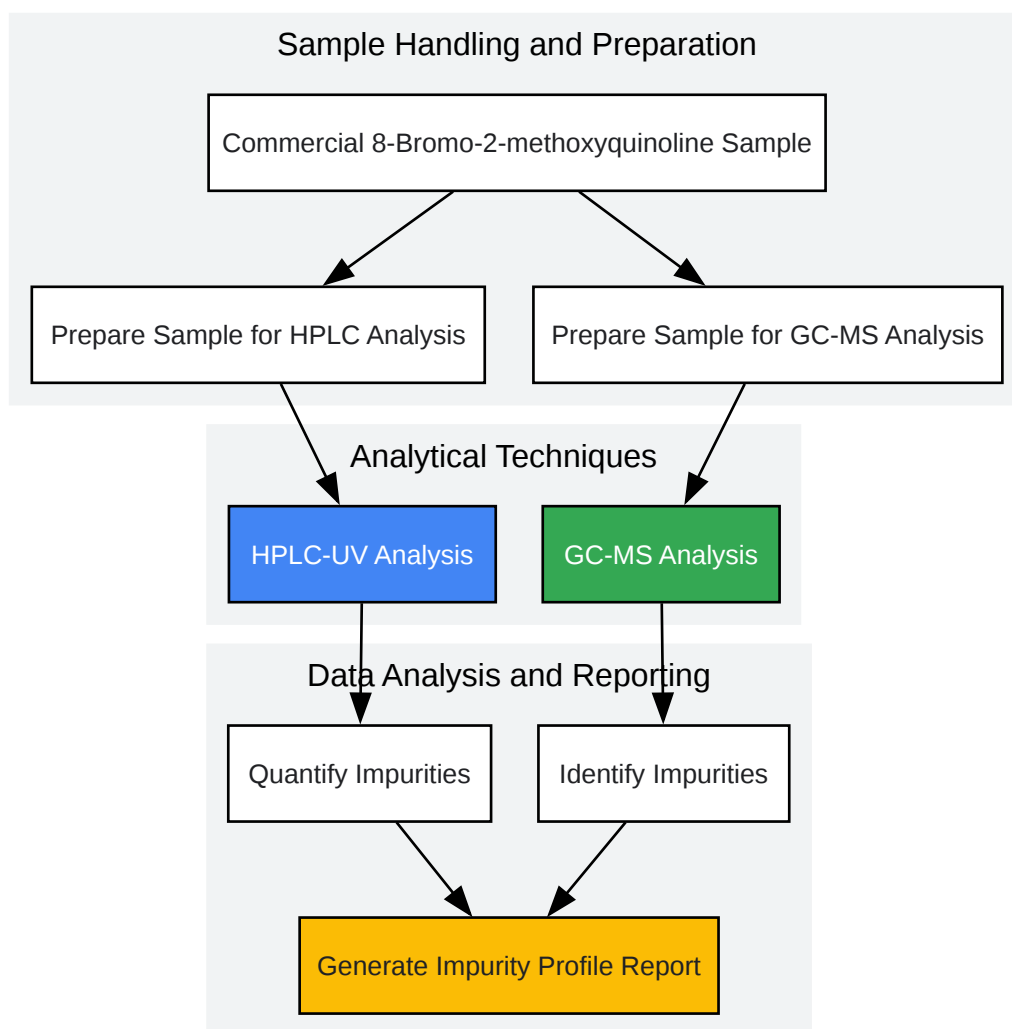 Sample Handling and Preparation
Commercial 8-Bromo-2-methoxyquinoline Sample
Prepare Sample for HPLC Analysis
Prepare Sample for GC-MS Analysis
Analytical Techniques
HPLC-UV Analysis
GC-MS Analysis
Data Analysis and Reporting
Quantify Impurities
Identify Impurities
Generate Impurity Profile Report